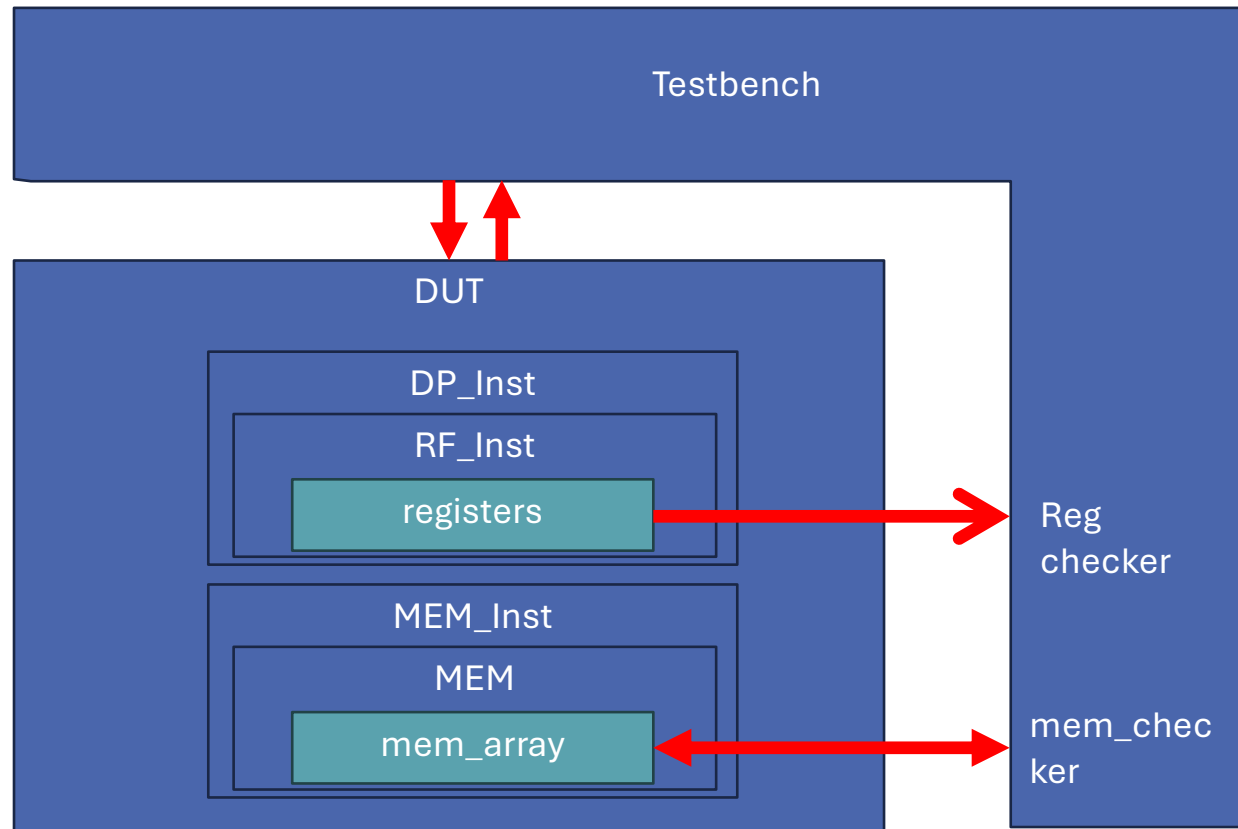 Testbench
DUT
DP_Inst
RF_Inst
registers
Reg
checker
MEM_Inst
MEM
mem_array
mem_chec
ker